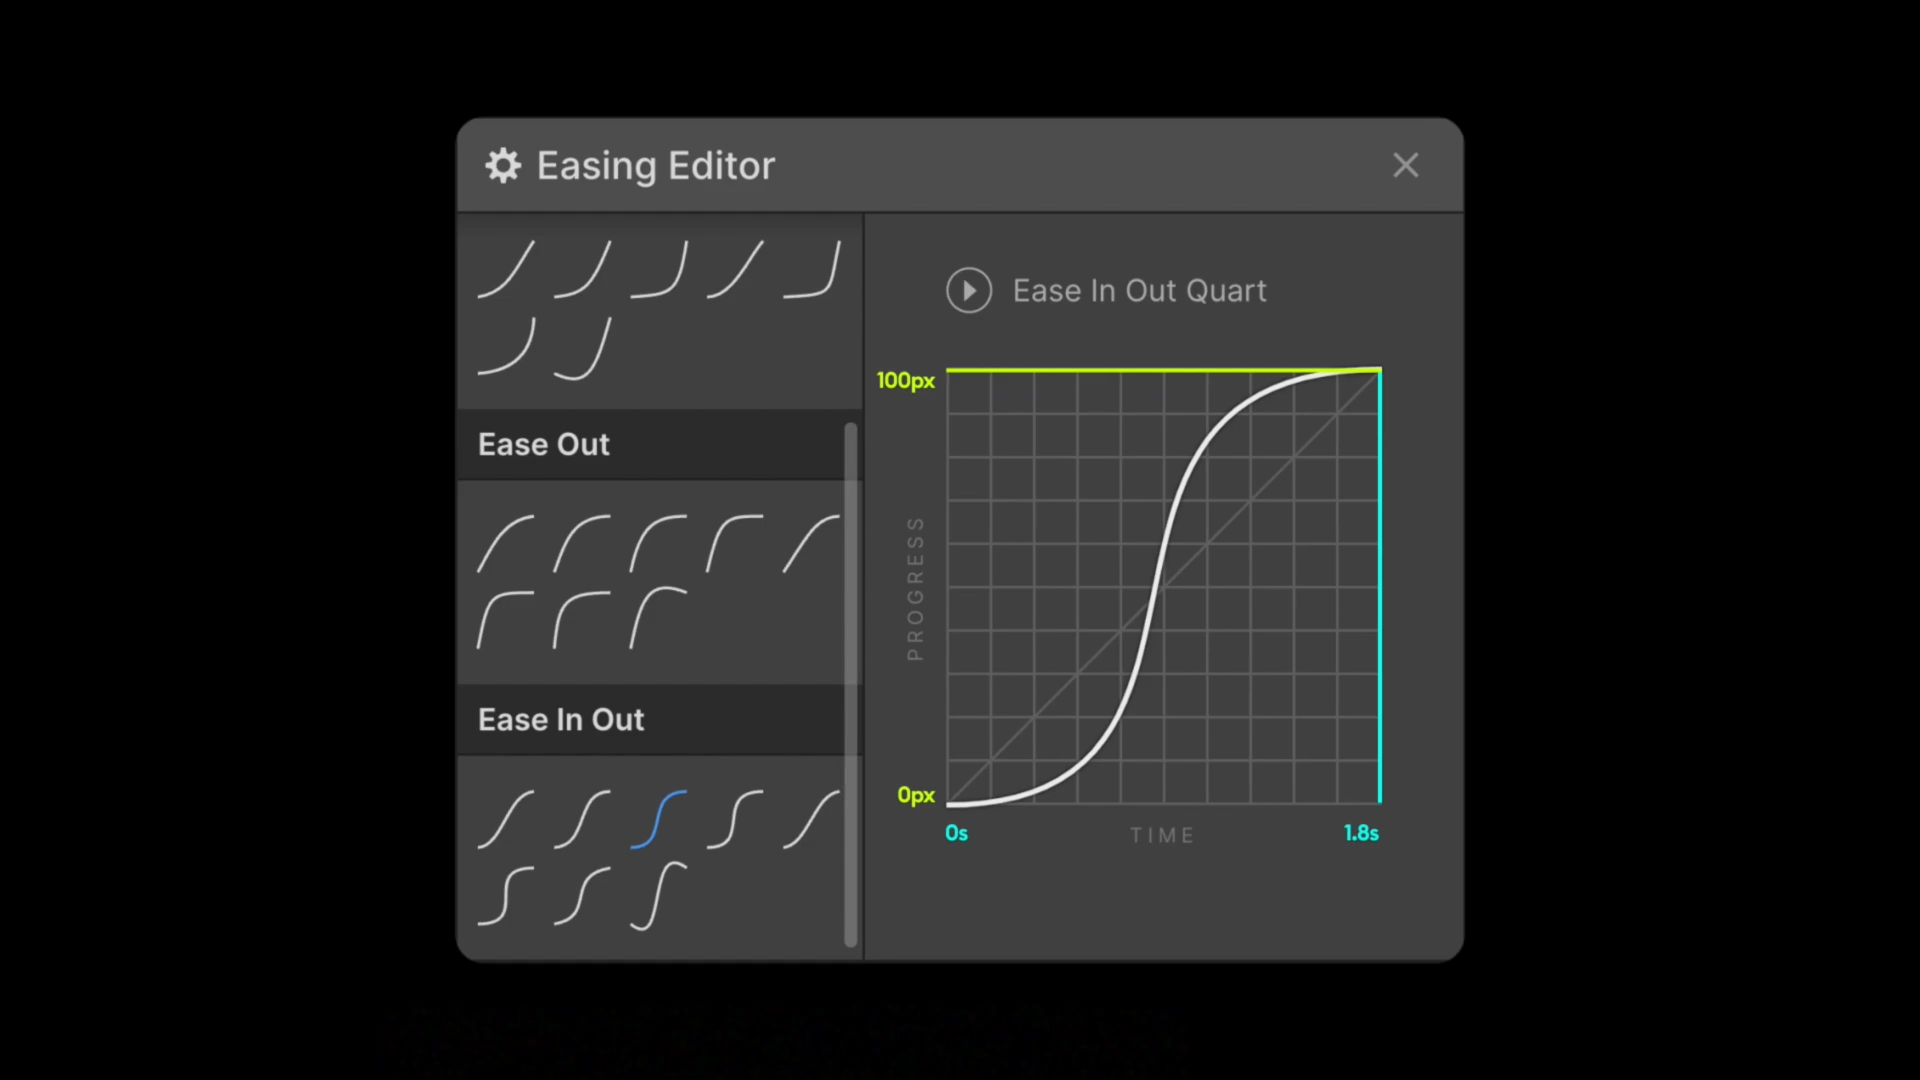 Easing Editor
Ease Out
Ease In Out
Ease In Out Quart
100px
PROGRESS
0px
0s
TIME
1.8s